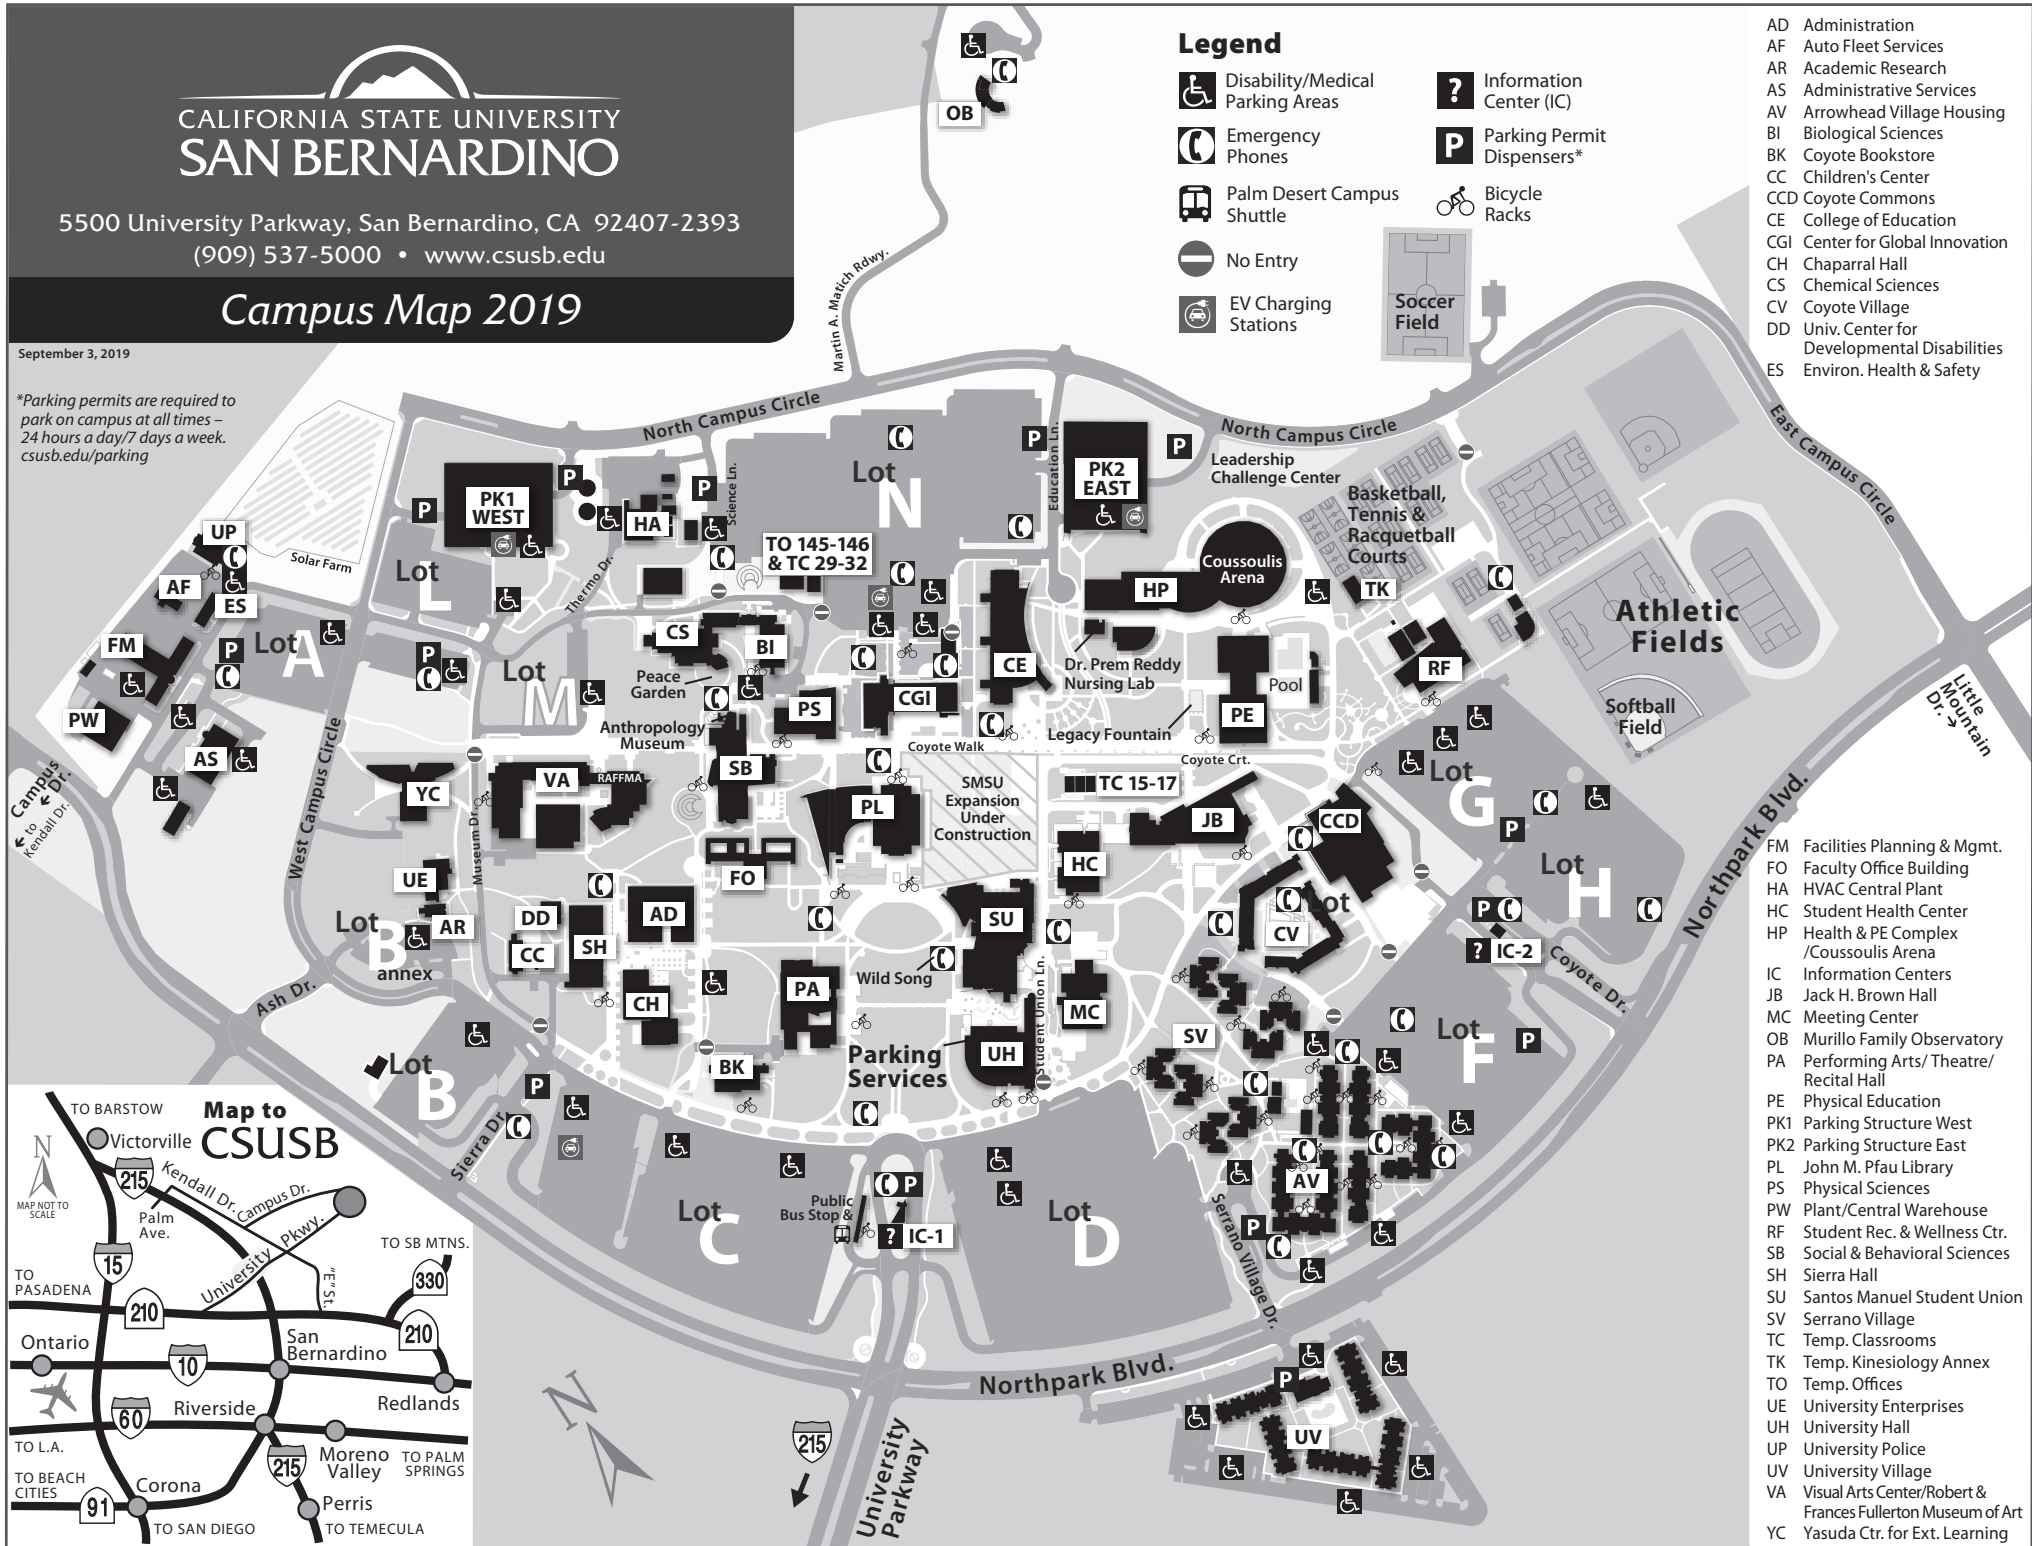 CALIFORNIA STATE UNIVERSITY
SAN BERNARDINO
5500 University Parkway, San Bernardino, CA 92407-2393
(909) 537-5000 • www.csusb.edu
Campus Map 2019
September 3, 2019
*Parking permits are required to
park on campus at all times –
24 hours a day/7 days a week.
csusb.edu/parking
Legend
Disability/Medical
Parking Areas
Emergency
Phones
Palm Desert Campus
Shuttle
No Entry
EV Charging
Stations
?
Information
Center (IC)
P
Parking Permit
Dispensers*
Bicycle
Racks
AD Administration
AF Auto Fleet Services
AR Academic Research
AS Administrative Services
AV Arrowhead Village Housing
BI Biological Sciences
BK Coyote Bookstore
CC Children's Center
CCD Coyote Commons
CE College of Education
CGI Center for Global Innovation
CH Chaparral Hall
CS Chemical Sciences
CV Coyote Village
DD Univ. Center for
Developmental Disabilities
ES Environ. Health & Safety
FM Facilities Planning & Mgmt.
FO Faculty Office Building
HA HVAC Central Plant
HC Student Health Center
HP Health & PE Complex
/Coussoulis Arena
IC Information Centers
JB Jack H. Brown Hall
MC Meeting Center
OB Murillo Family Observatory
PA Performing Arts/ Theatre/
Recital Hall
PE Physical Education
PK1 Parking Structure West
PK2 Parking Structure East
PL John M. Pfau Library
PS Physical Sciences
PW Plant/Central Warehouse
RF Student Rec. & Wellness Ctr.
SB Social & Behavioral Sciences
SH Sierra Hall
SU Santos Manuel Student Union
SV Serrano Village
TC Temp. Classrooms
TK Temp. Kinesiology Annex
TO Temp. Offices
UE University Enterprises
UH University Hall
UP University Police
UV University Village
VA Visual Arts Center/Robert &
Frances Fullerton Museum of Art
YC Yasuda Ctr. for Ext. Learning
OB
Martin A. Matich Rdwy.
North Campus Circle
North Campus Circle
East Campus Circle
Soccer
Field
Education Ln.
Science Ln.
P
P
P
P
P
PK1
WEST
HA
Lot
N
PK2
EAST
Leadership
Challenge Center
Basketball,
Tennis &
Racquetball
Courts
UP
Solar Farm
Lot
L
Thermo Dr.
TO 145-146
& TC 29-32
Coussoulis
Arena
HP
TK
AF
ES
FM
P
Lot
A
P
Lot
M
CS
BI
Peace
Garden
CE
Dr. Prem Reddy
Nursing Lab
Athletic
Fields
RF
Pool
Softball
Field
Little
Mountain
Dr. →
PW
AS
West Campus Circle
Anthropology
Museum
PS
CGI
Legacy Fountain
PE
Coyote Walk
Coyote Crt.
Campus
Dr.
to
Kendall Dr.
YC
VA
RAFFMA
SB
PL
SMSU
Expansion
Under
Construction
TC 15-17
JB
CCD
Lot
G
P
Museum Dr.
UE
FO
HC
Lot
CV
Lot
H
P
Northpark Blvd.
Lot
B
annex
AR
DD
CC
SH
AD
SU
? IC-2
Coyote Dr.
Ash Dr.
CH
PA
Wild Song
Student Union Ln.
MC
SV
Lot
F
P
Lot
B
BK
Parking
Services
UH
P
Sierra Dr.
Lot
C
Public
Bus Stop &
P
? IC-1
Lot
D
AV
P
Serrano Village Dr.
Northpark Blvd.
P
UV
N
215
University
Parkway
Map to
CSUSB
TO BARSTOW
N
MAP NOT TO
SCALE
Victorville
215
Kendall Dr.
Campus Dr.
Palm
Ave.
University Pkwy.
"E" St.
15
TO SB MTNS.
330
TO
PASADENA
210
210
Ontario
10
San
Bernardino
Redlands
Riverside
60
TO L.A.
Moreno
Valley
TO PALM
SPRINGS
215
TO BEACH
CITIES
91
Corona
Perris
TO SAN DIEGO
TO TEMECULA